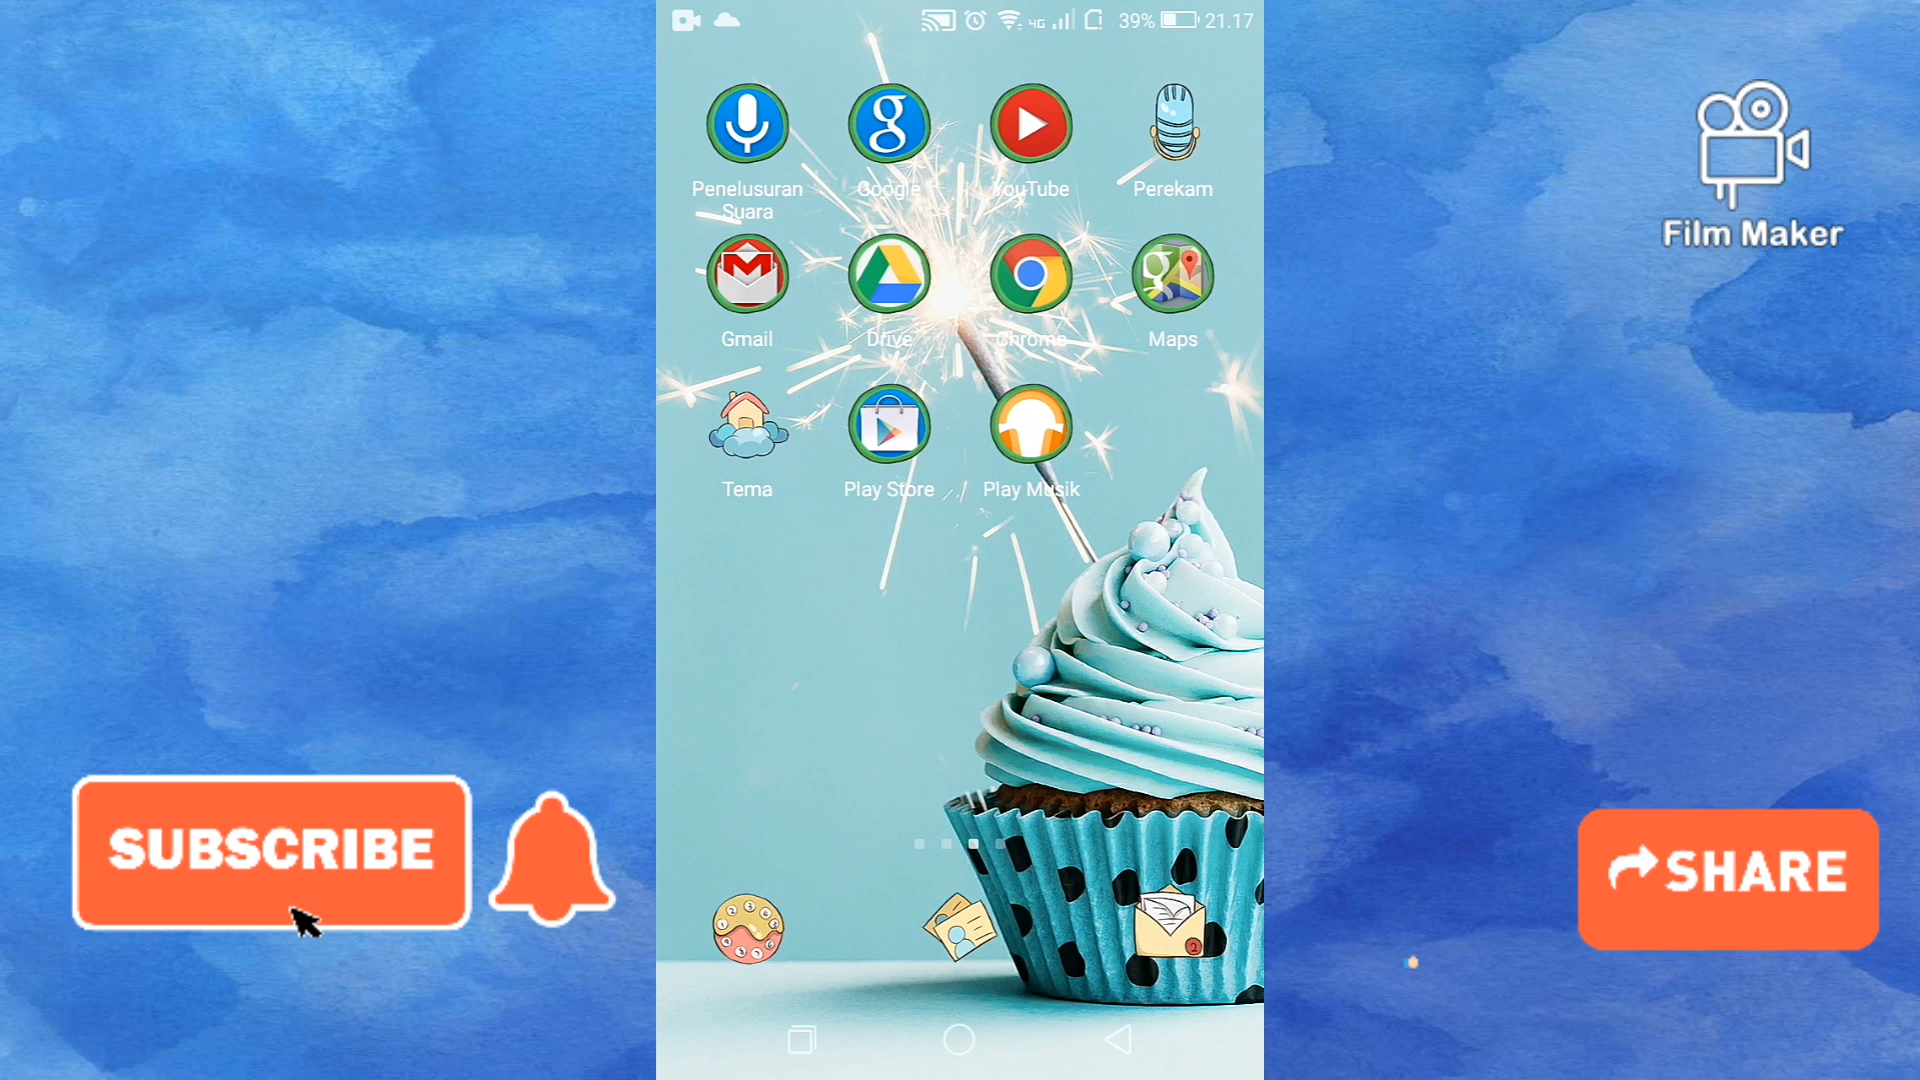 4G 39% 21.17
Penelusuran Suara
Google
YouTube
Perekam
Gmail
Drive
Chrome
Maps
Tema
Play Store
Play Musik
Film Maker
SUBSCRIBE
SHARE